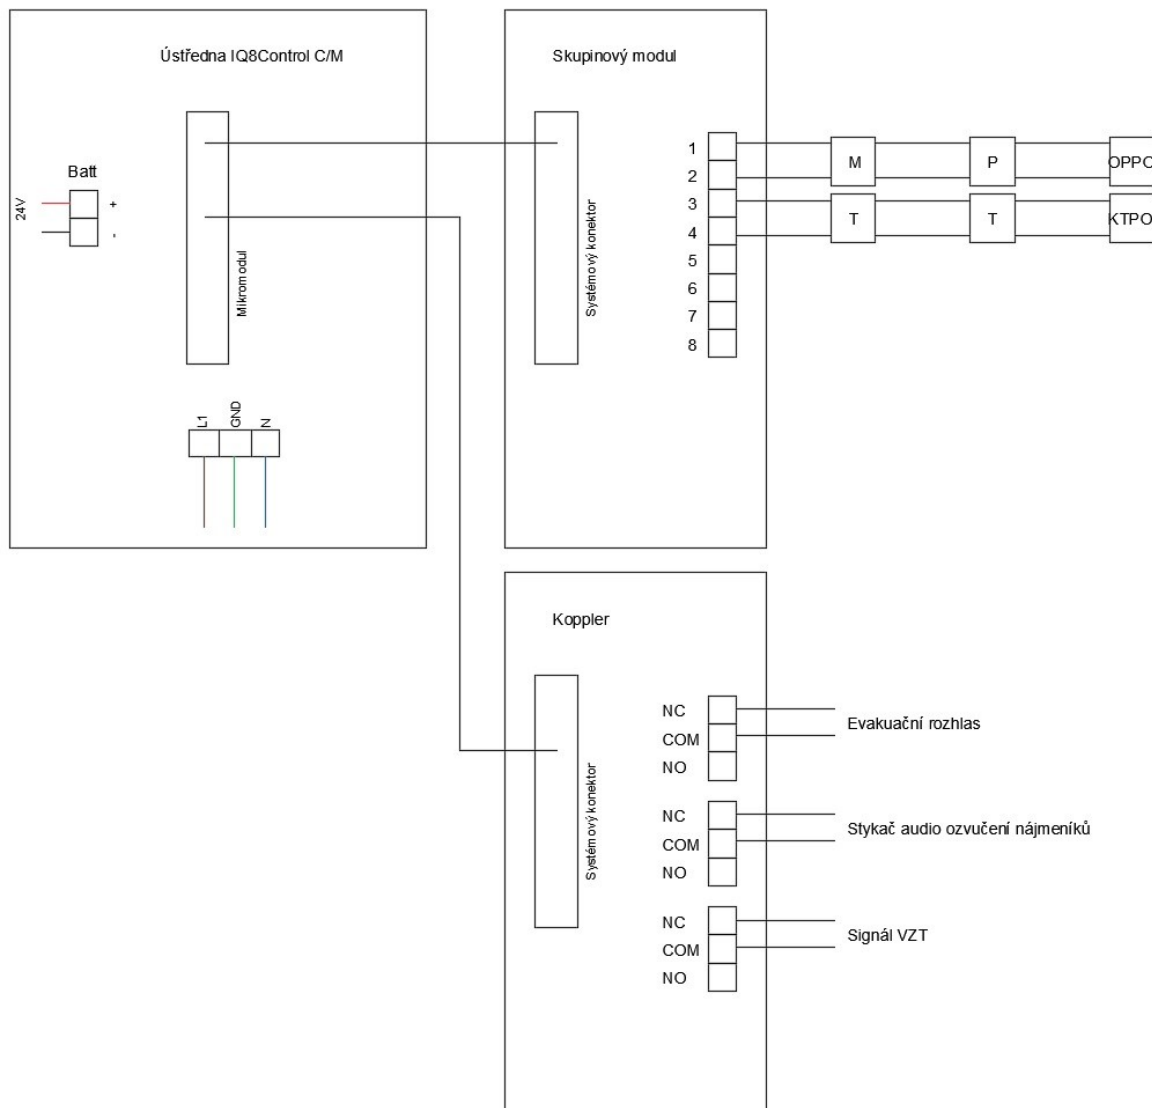 Ústředna IQ8Control C/M
Batt
24V
+
-
Mikromodul
L1
GND
N
Skupinový modul
Systémový konektor
1
2
3
4
5
6
7
8
M
P
OPPO
T
T
KTPO
Koppler
Systémový konektor
NC
COM
NO
Evakuační rozhlas
NC
COM
NO
Stykač audio ozvučení nájmeníků
NC
COM
NO
Signál VZT